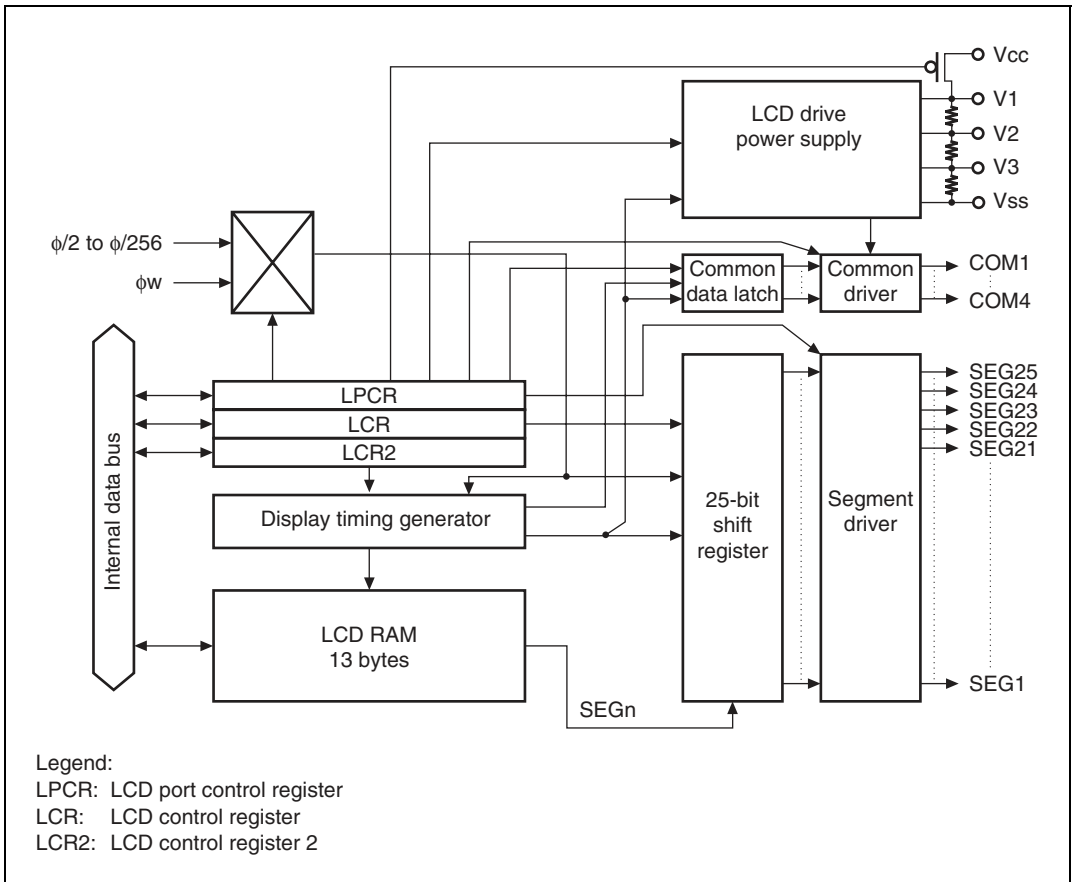 Vcc
V1
LCD drive
power supply
V2
V3
Vss
ϕ/2 to ϕ/256
ϕw
Common
data latch
Common
driver
COM1
COM4
Internal data bus
LPCR
LCR
LCR2
Display timing generator
LCD RAM
13 bytes
SEGn
25-bit
shift
register
Segment
driver
SEG25
SEG24
SEG23
SEG22
SEG21
SEG1
Legend:
LPCR: LCD port control register
LCR: LCD control register
LCR2: LCD control register 2